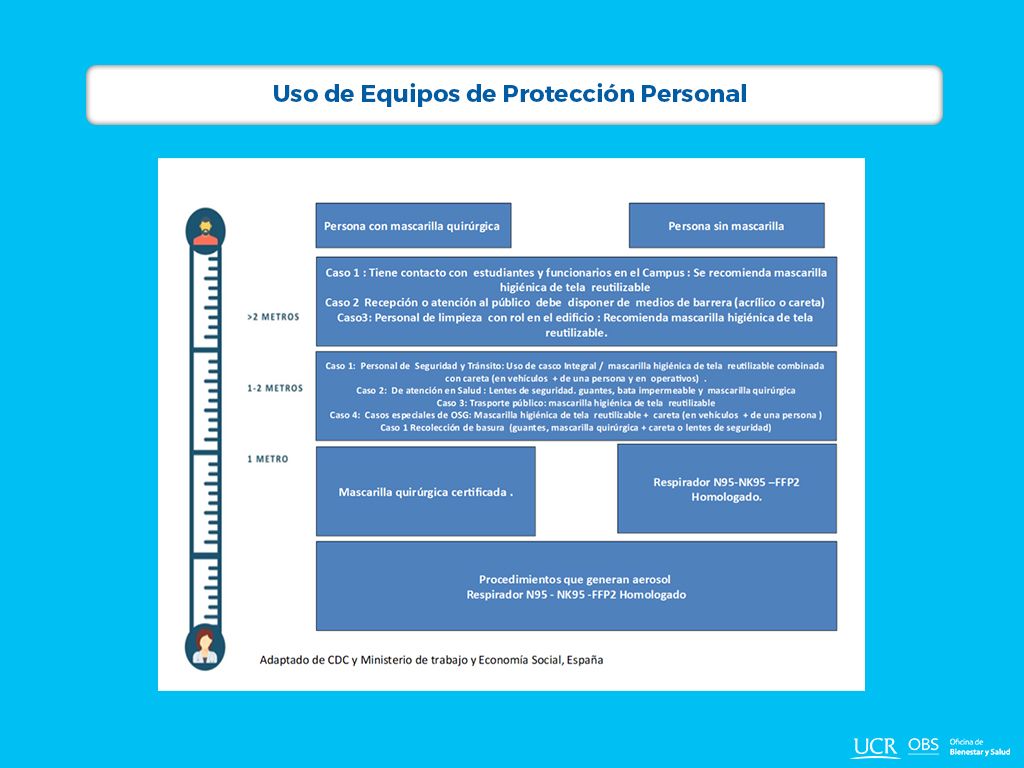 Uso de Equipos de Protección Personal
Persona con mascarilla quirúrgica
Persona sin mascarilla
>2 METROS
Caso 1 : Tiene contacto con estudiantes y funcionarios en el Campus : Se recomienda mascarilla
higiénica de tela reutilizable
Caso 2 Recepción o atención al público debe disponer de medios de barrera (acrílico o careta)
Caso3: Personal de limpieza con rol en el edificio : Recomienda mascarilla higiénica de tela
reutilizable.
1-2 METROS
Caso 1: Personal de Seguridad y Tránsito: Uso de casco Integral / mascarilla higiénica de tela reutilizable combinada
con careta (en vehículos + de una persona y en operativos) .
Caso 2: De atención en Salud : Lentes de seguridad. guantes, bata impermeable y mascarilla quirúrgica
Caso 3: Trasporte público: mascarilla higiénica de tela reutilizable
Caso 4: Casos especiales de OSG: Mascarilla higiénica de tela reutilizable + careta (en vehículos + de una persona )
Caso 1 Recolección de basura (guantes, mascarilla quirúrgica + careta o lentes de seguridad)
1 METRO
Mascarilla quirúrgica certificada .
Respirador N95-NK95 –FFP2
Homologado.
Procedimientos que generan aerosol
Respirador N95 - NK95 -FFP2 Homologado
Adaptado de CDC y Ministerio de trabajo y Economía Social, España
UCR OBS Oficina de
Bienestar y Salud